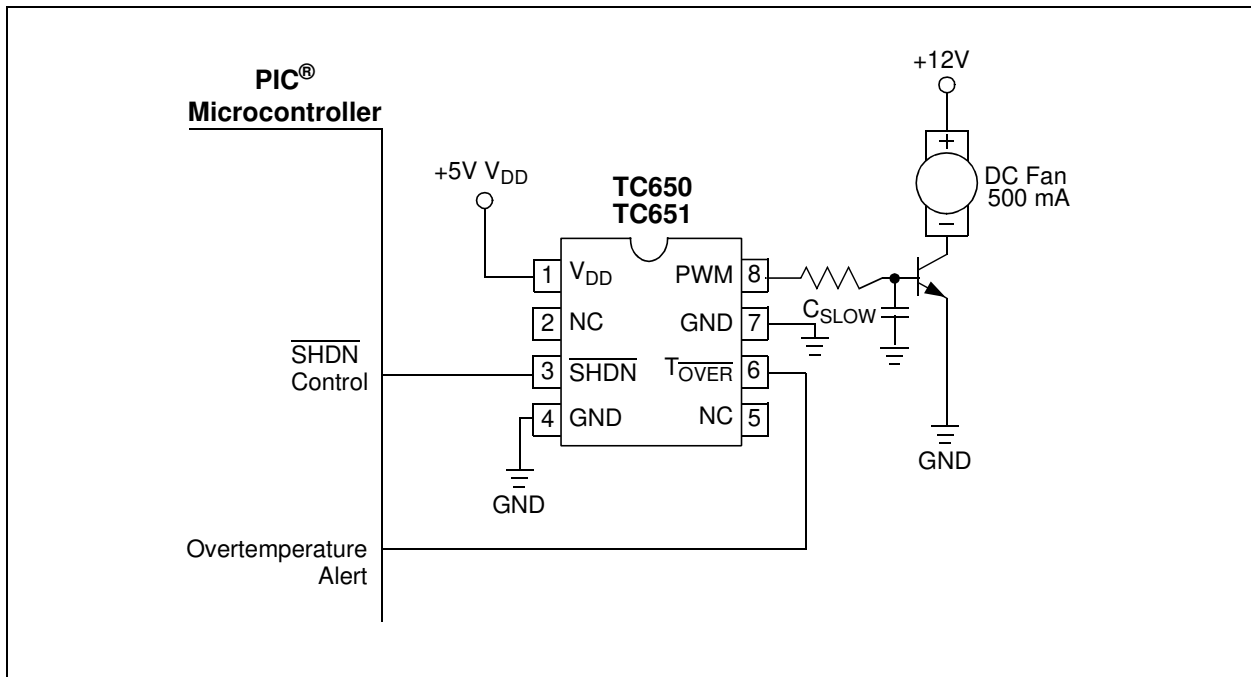 PIC®
Microcontroller
+12V
+
DC Fan
500 mA
–
+5V VDD
TC650
TC651
1 VDD
PWM 8
2 NC
GND 7
CSLOW
SHDN
Control
3 SHDN
TOVER 6
4 GND
NC 5
GND
GND
Overtemperature
Alert